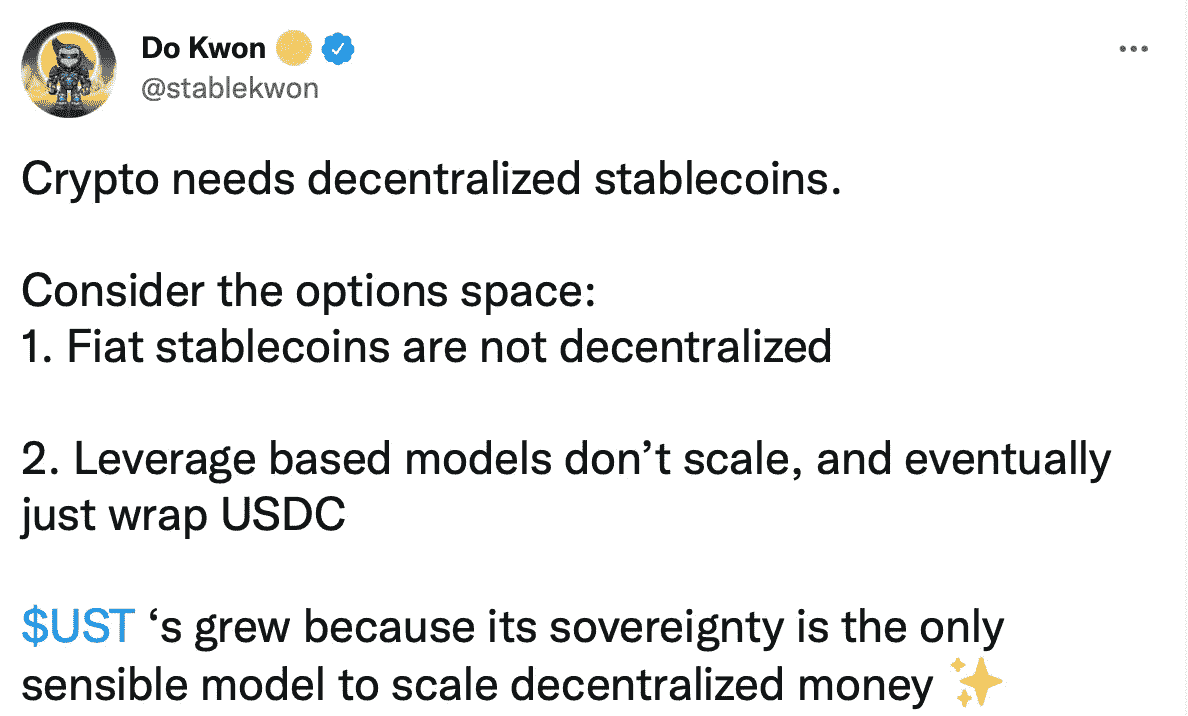 Do Kwon
@stablekwon
Crypto needs decentralized stablecoins.
Consider the options space:
1. Fiat stablecoins are not decentralized
2. Leverage based models don’t scale, and eventually
just wrap USDC
$UST ‘s grew because its sovereignty is the only
sensible model to scale decentralized money ✨